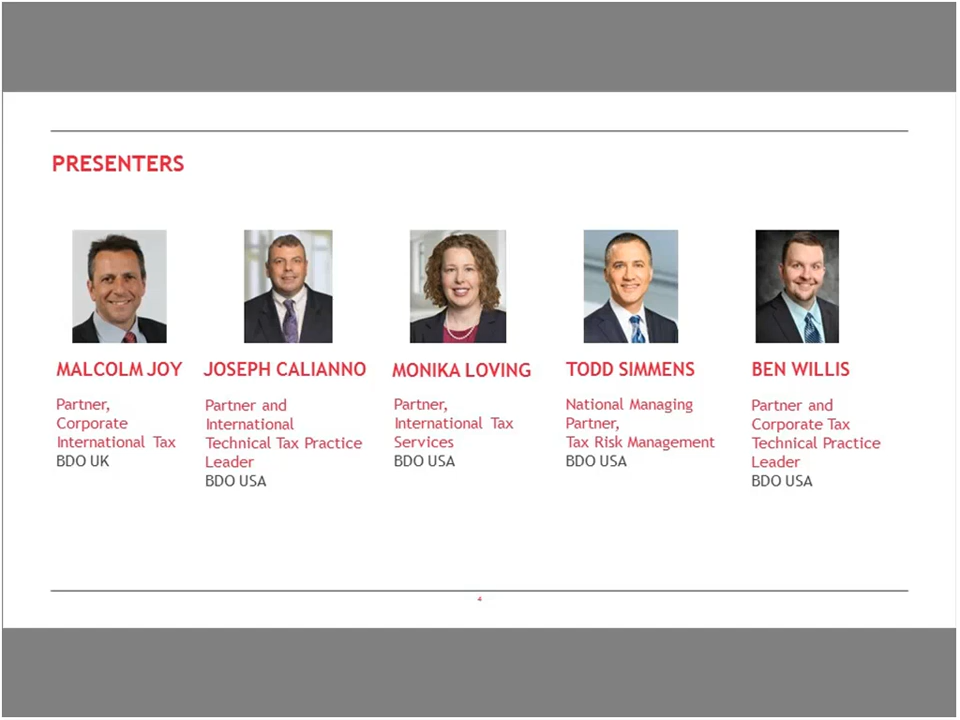 PRESENTERS
MALCOLM JOY
Partner,
Corporate
International Tax
BDO UK
JOSEPH CALIANNO
Partner and
International
Technical Tax Practice
Leader
BDO USA
MONIKA LOVING
Partner,
International Tax
Services
BDO USA
TODD SIMMENS
National Managing
Partner,
Tax Risk Management
BDO USA
BEN WILLIS
Partner and
Corporate Tax
Technical Practice
Leader
BDO USA
4